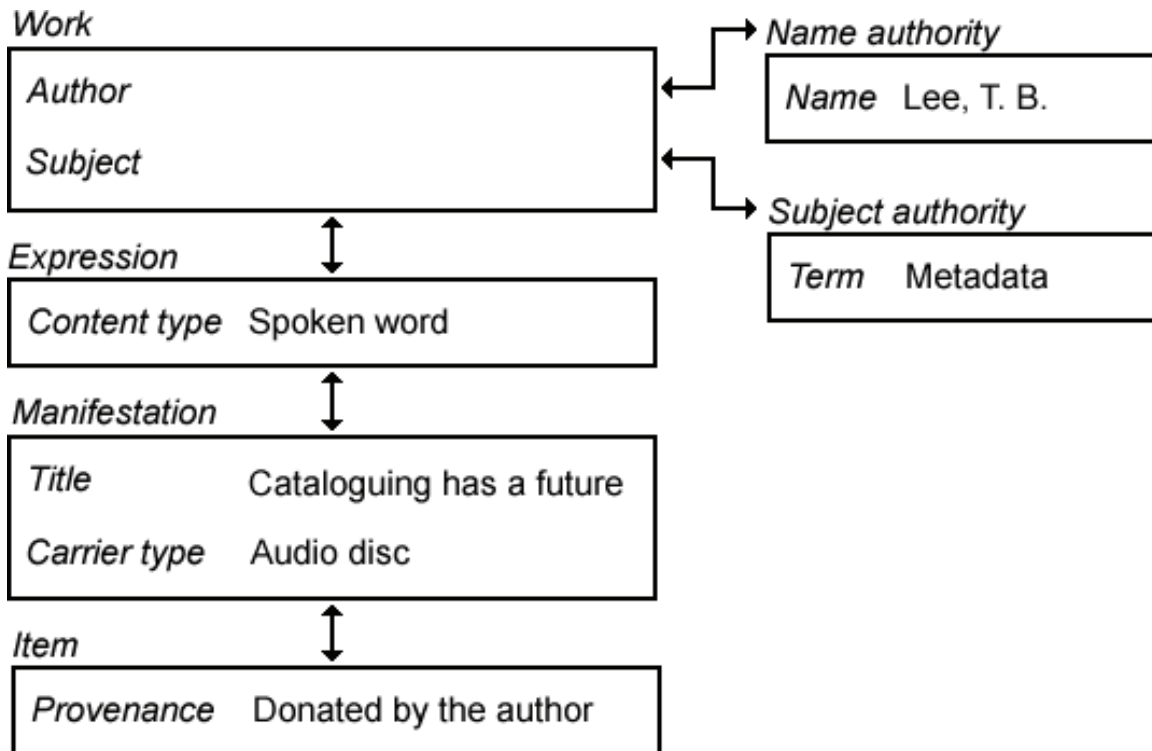 Work
Author
Subject
Name authority
Name Lee, T. B.
Subject authority
Term Metadata
Expression
Content type Spoken word
Manifestation
Title Cataloguing has a future
Carrier type Audio disc
Item
Provenance Donated by the author